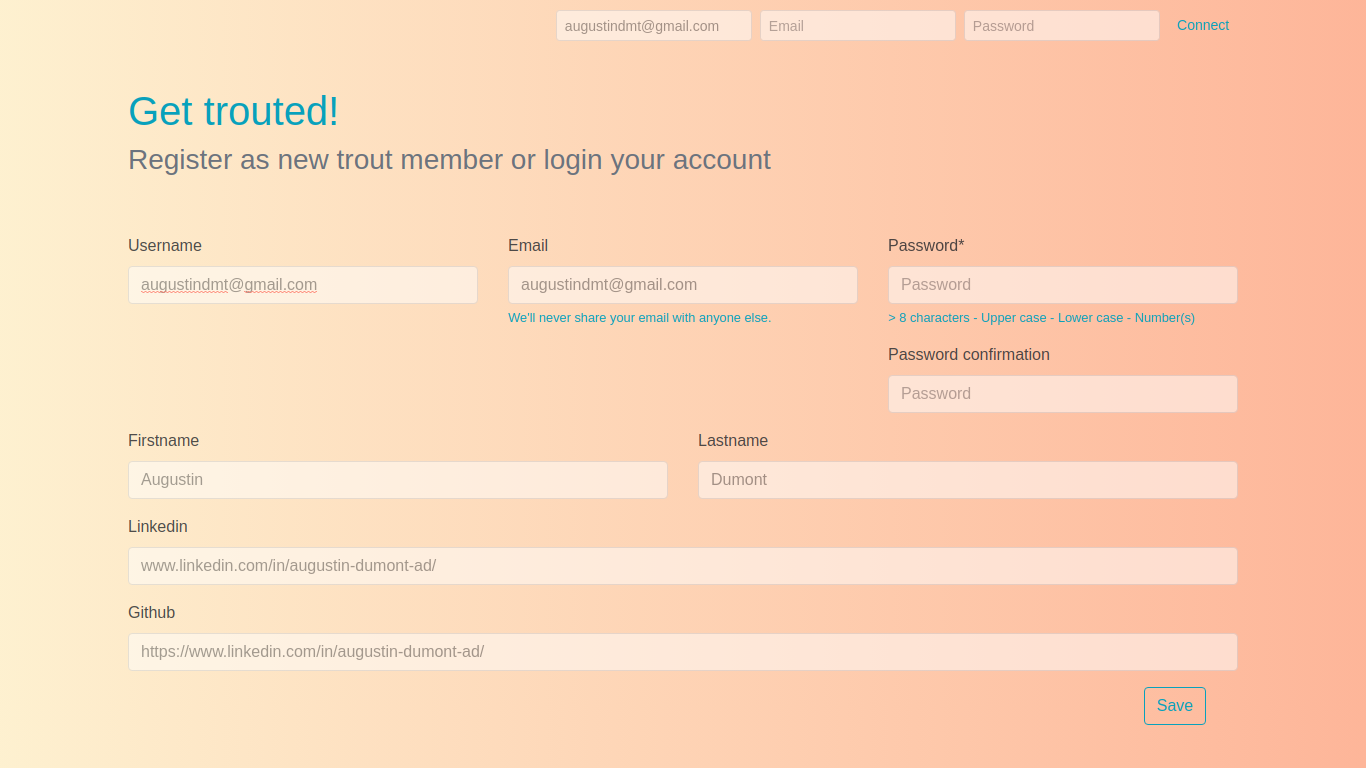 augustindmt@gmail.com Email Password Connect
Get trouted!
Register as new trout member or login your account
Username Email Password*
augustindmt@gmail.com augustindmt@gmail.com Password
We'll never share your email with anyone else. > 8 characters - Upper case - Lower case - Number(s)
Password confirmation
Password
Firstname Lastname
Augustin Dumont
Linkedin
www.linkedin.com/in/augustin-dumont-ad/
Github
https://www.linkedin.com/in/augustin-dumont-ad/
Save